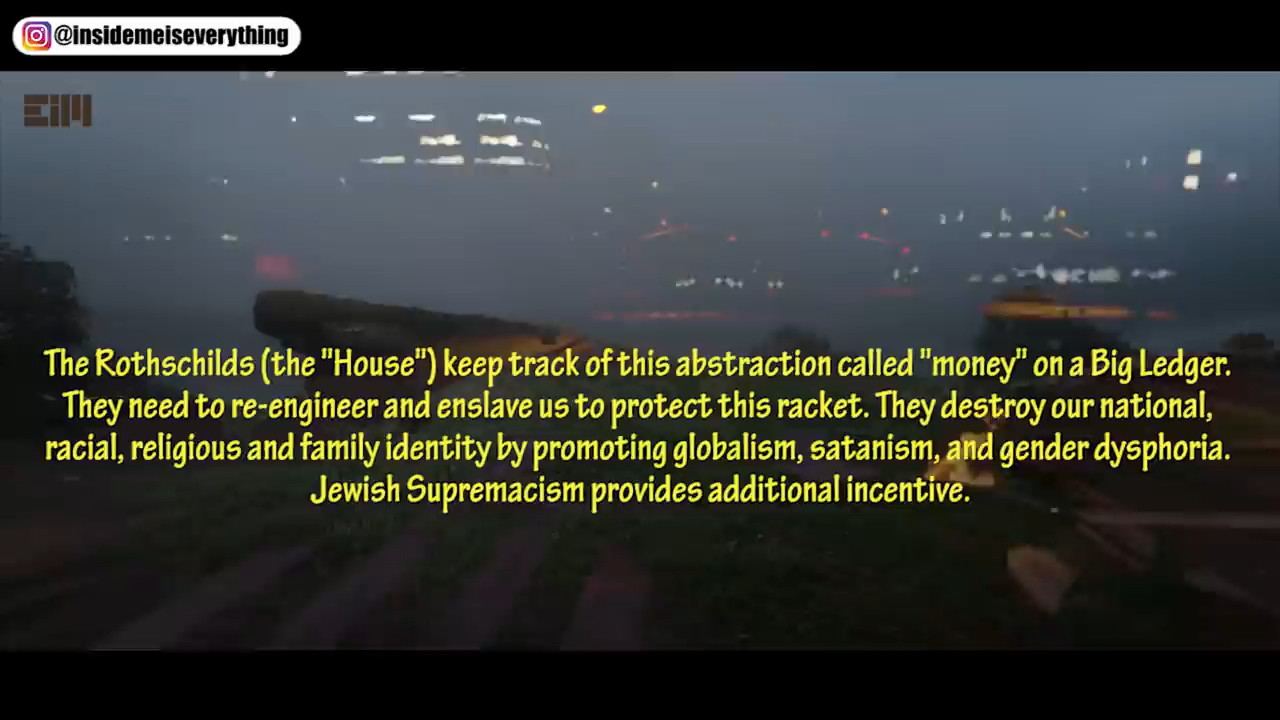 @insidemeiseverything
EiM
The Rothschilds (the "House") keep track of this abstraction called "money" on a Big Ledger.
They need to re-engineer and enslave us to protect this racket. They destroy our national,
racial, religious and family identity by promoting globalism, satanism, and gender dysphoria.
Jewish Supremacism provides additional incentive.